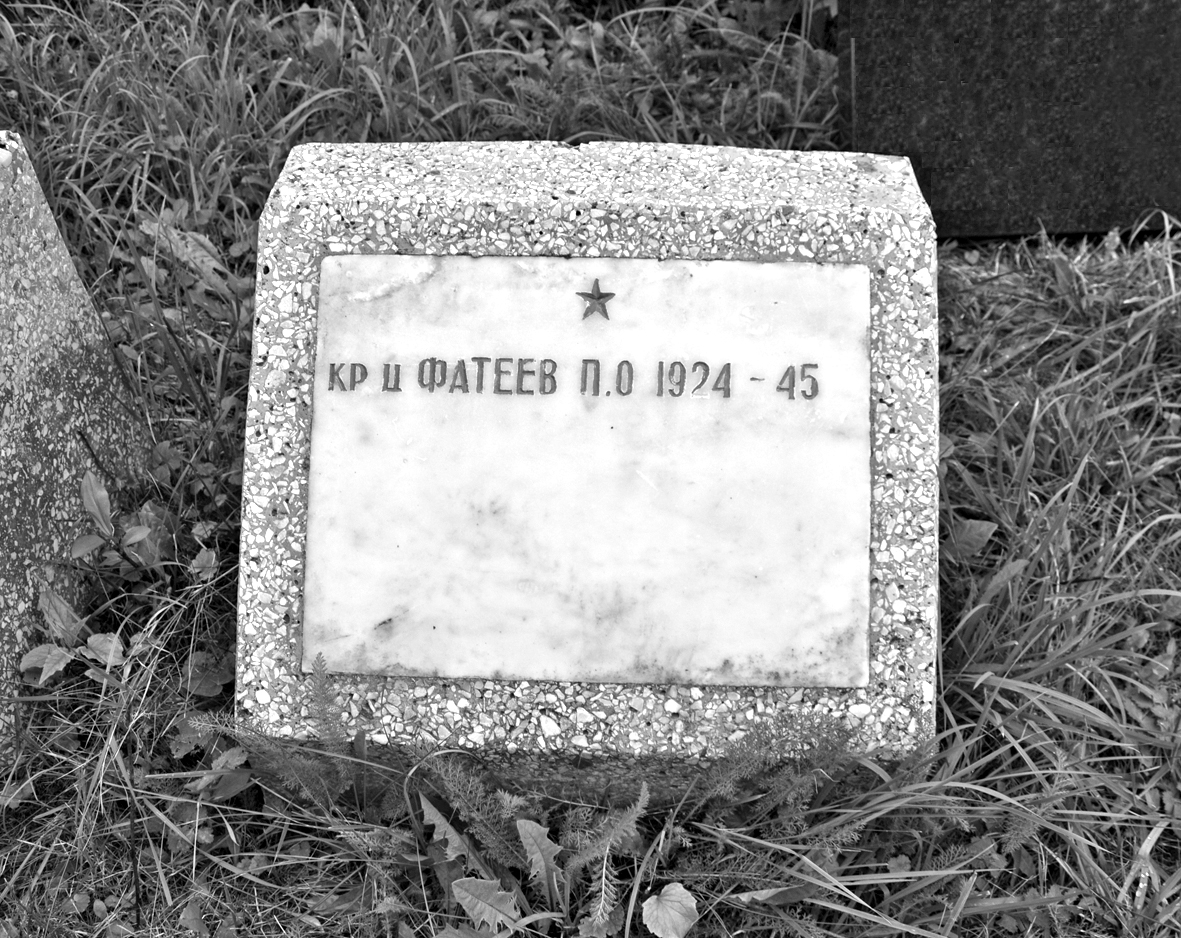 КР Ц ФАТЕЕВ П.О 1924 - 45